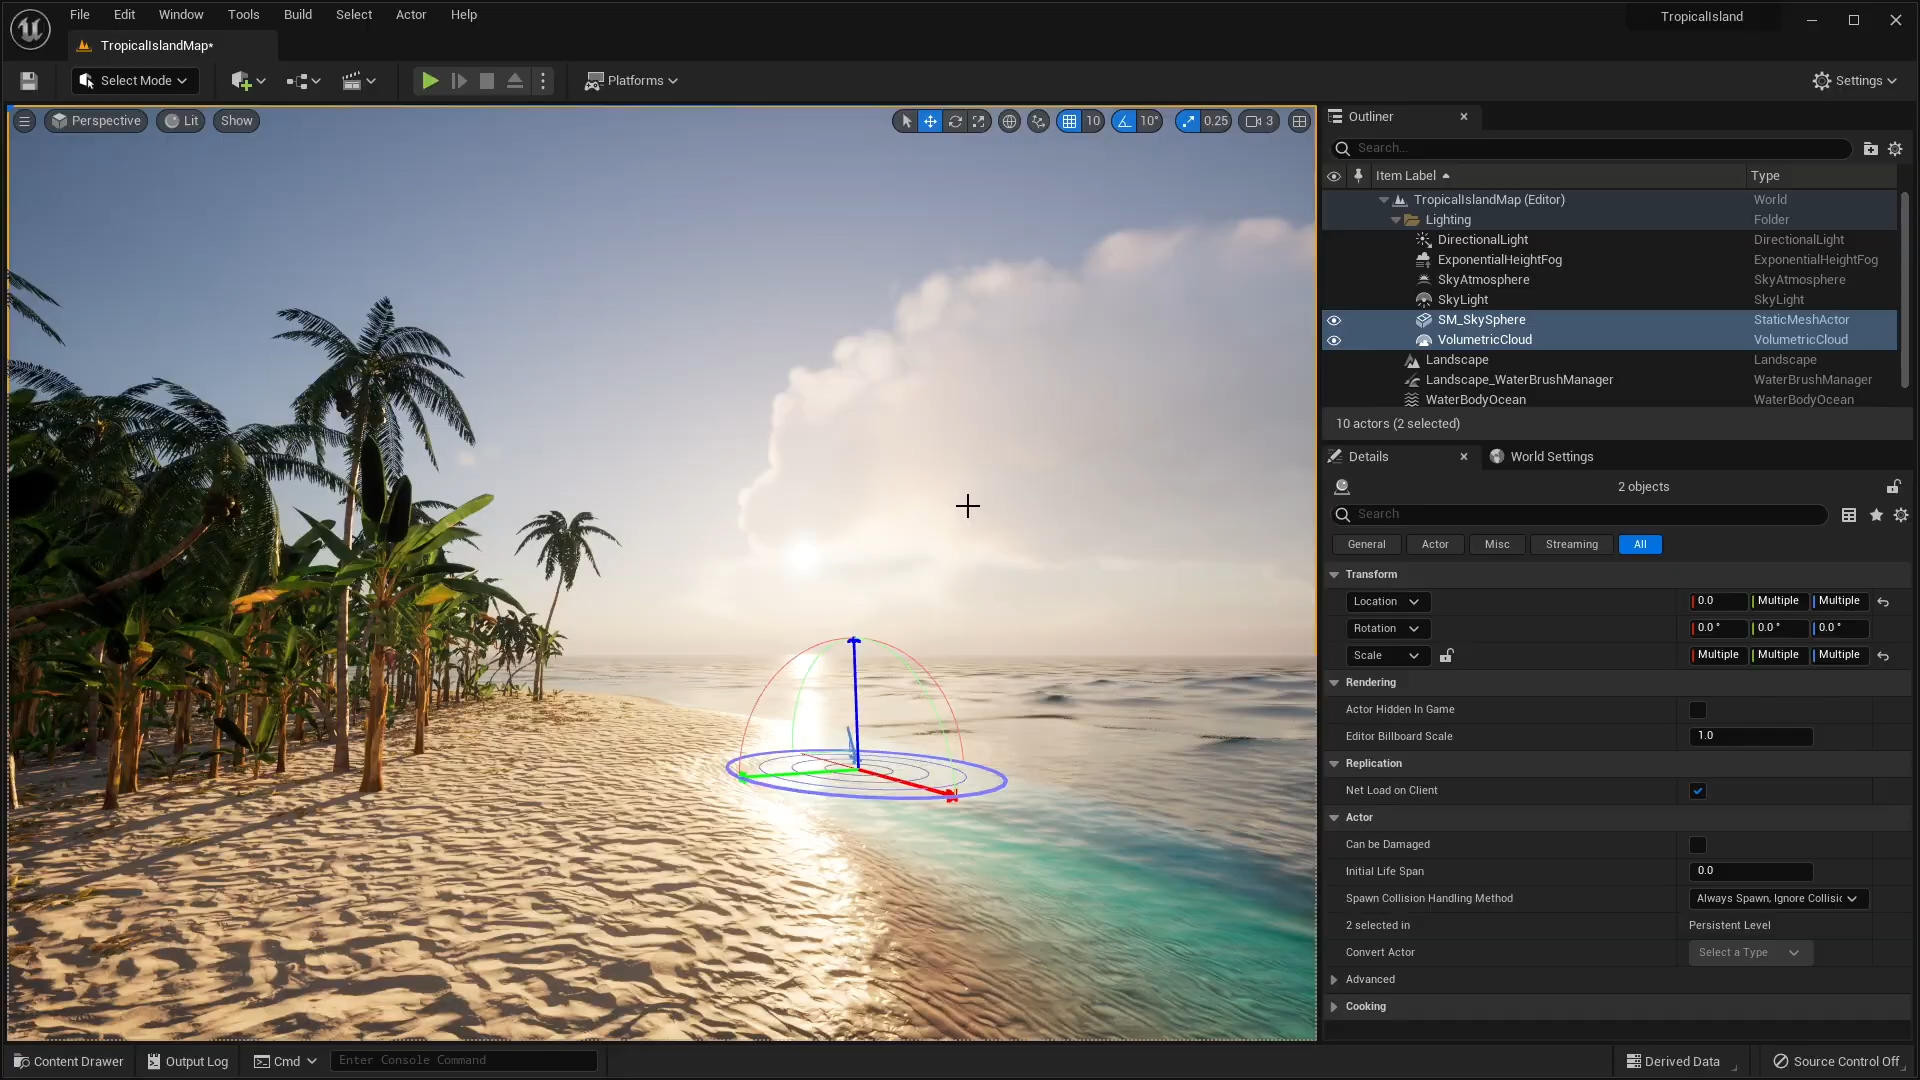 File Edit Window Tools Build Select Actor Help
TropicalIsland
TropicalIslandMap*
Select Mode
Platforms
Settings
Perspective Lit Show
10 10° 0.25 3
Outliner
Search...
Item Label Type
TropicalIslandMap (Editor) World
Lighting Folder
DirectionalLight DirectionalLight
ExponentialHeightFog ExponentialHeightFog
SkyAtmosphere SkyAtmosphere
SkyLight SkyLight
SM_SkySphere StaticMeshActor
VolumetricCloud VolumetricCloud
Landscape Landscape
Landscape_WaterBrushManager WaterBrushManager
WaterBodyOcean WaterBodyOcean
10 actors (2 selected)
Details World Settings
2 objects
Search
General Actor Misc Streaming All
Transform
Location 0.0 Multiple Multiple
Rotation 0.0 ° 0.0 ° 0.0 °
Scale Multiple Multiple Multiple
Rendering
Actor Hidden In Game
Editor Billboard Scale 1.0
Replication
Net Load on Client
Actor
Can be Damaged
Initial Life Span 0.0
Spawn Collision Handling Method Always Spawn, Ignore Collisic
2 selected in Persistent Level
Convert Actor Select a Type
Advanced
Cooking
Content Drawer Output Log Cmd Enter Console Command Derived Data Source Control Off